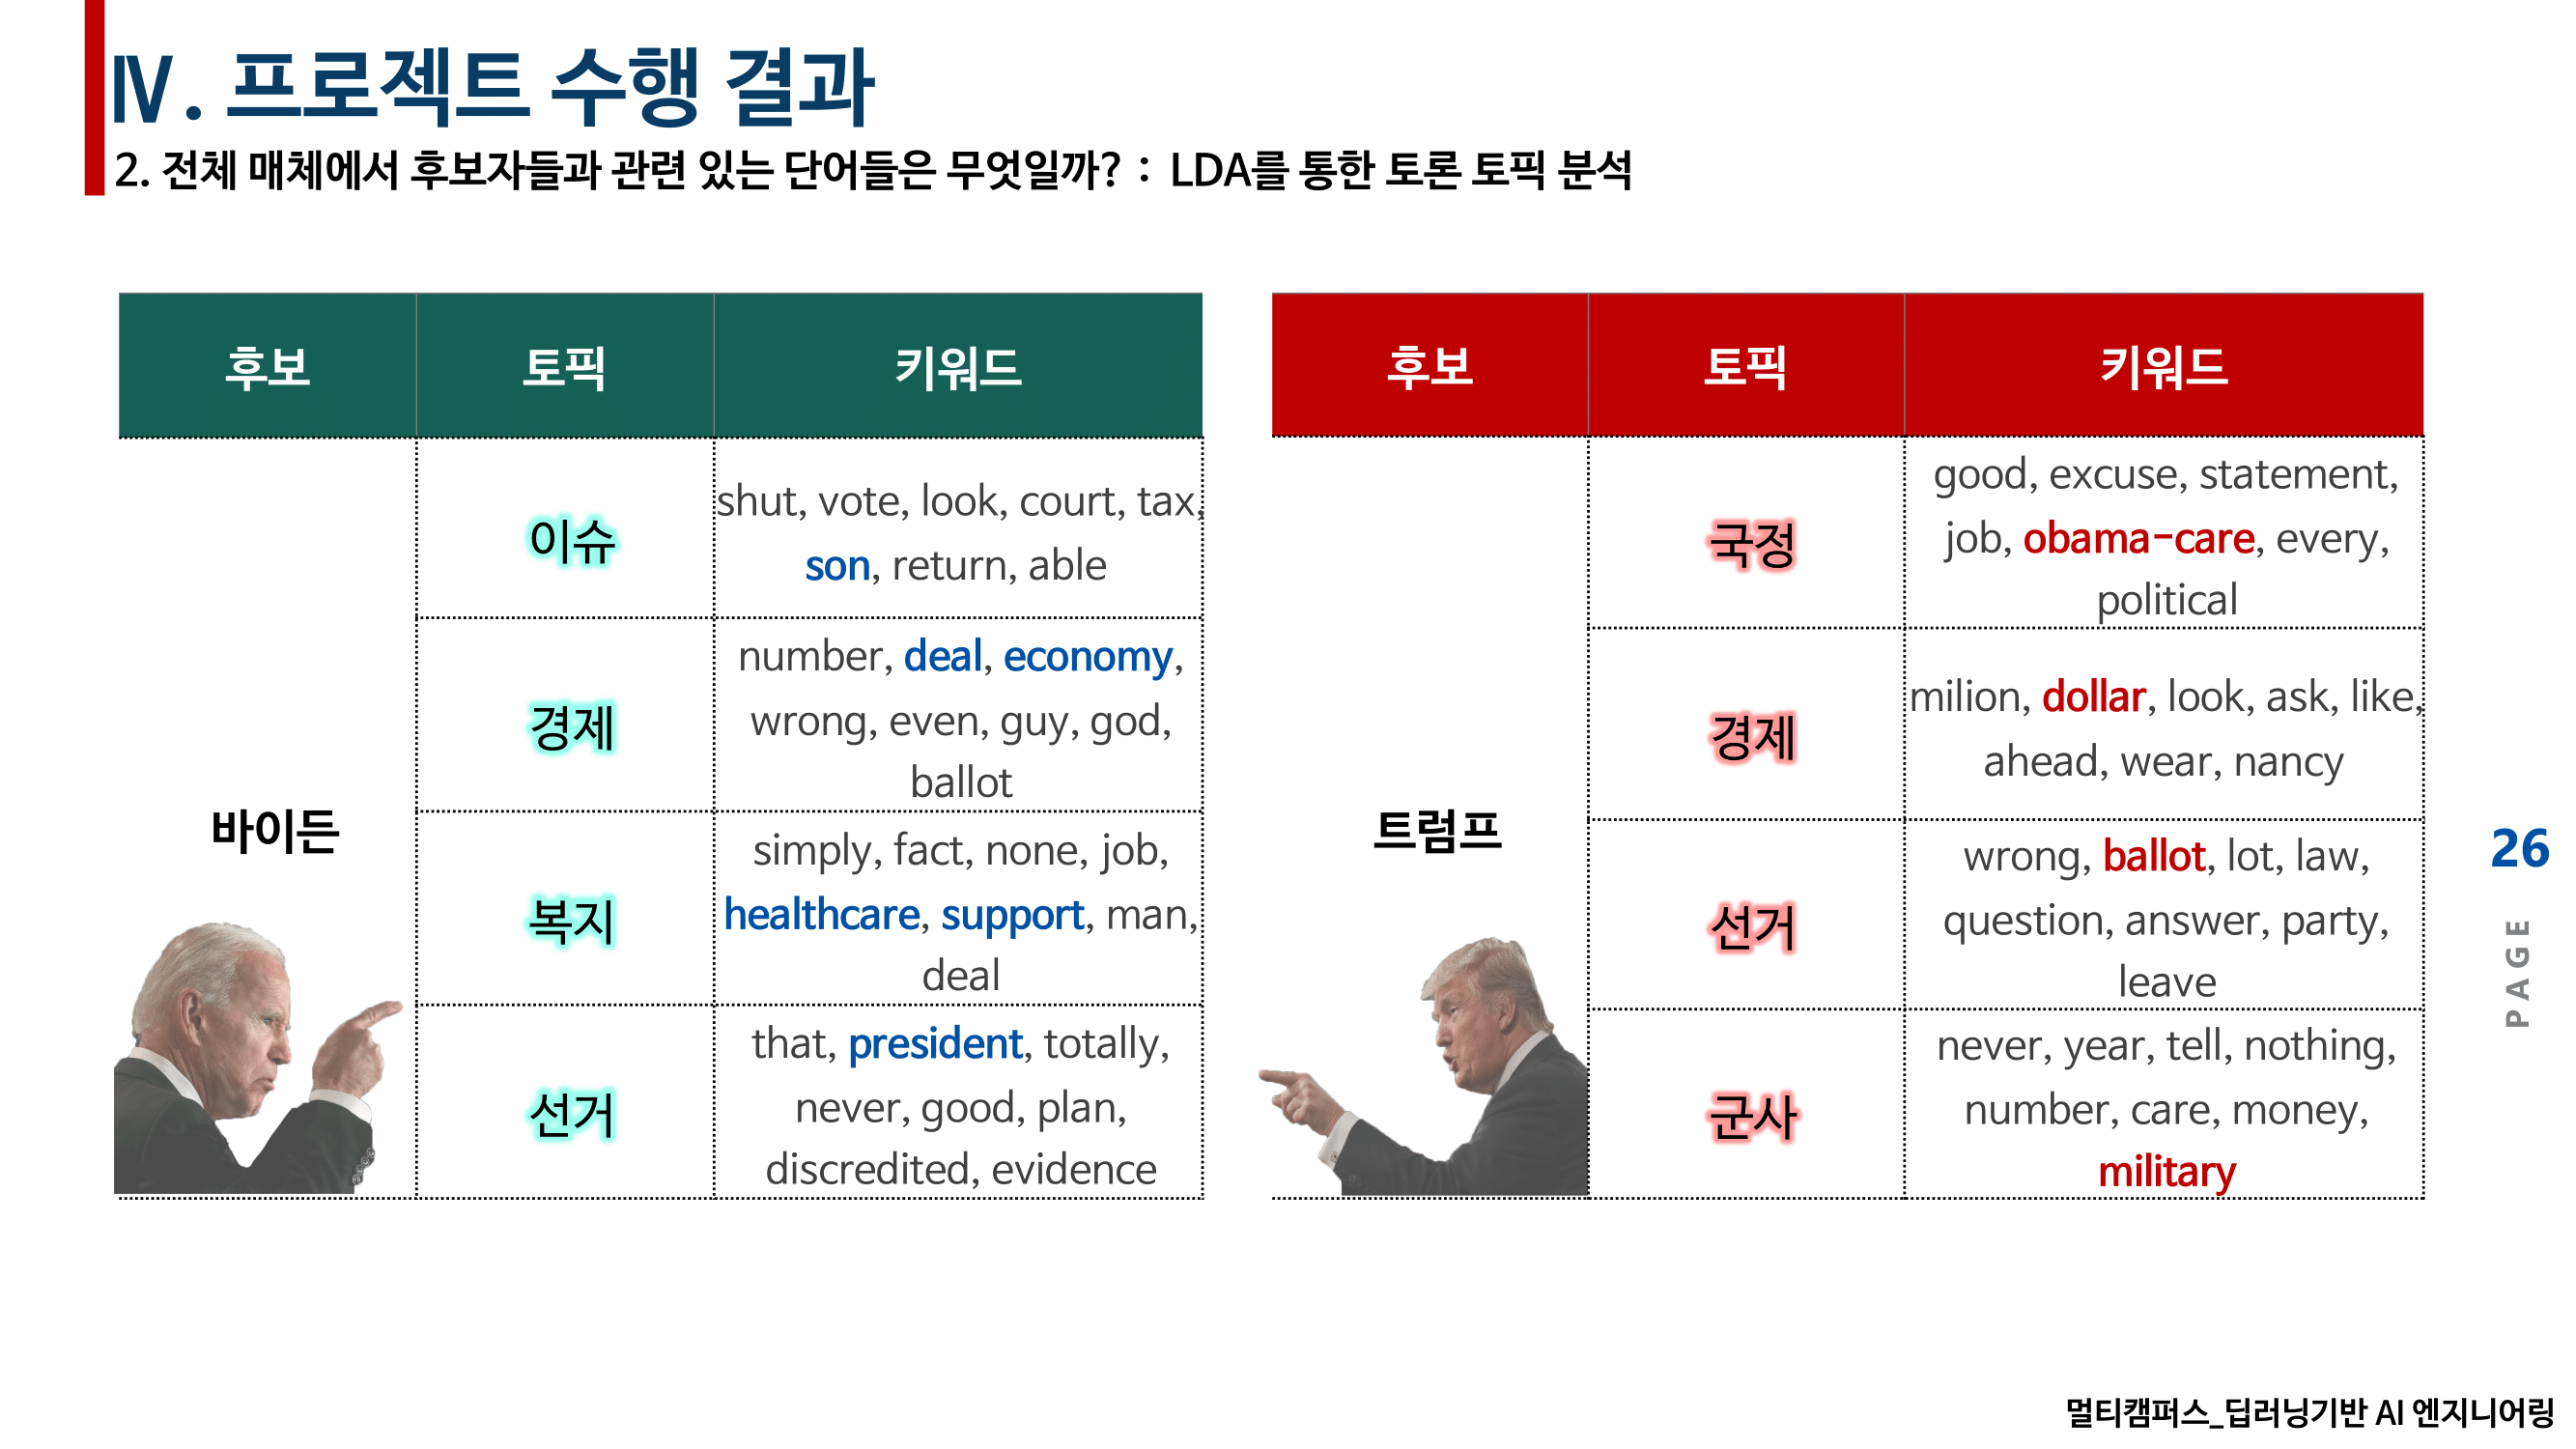 Ⅳ. 프로젝트 수행 결과
2. 전체 매체에서 후보자들과 관련 있는 단어들은 무엇일까? : LDA를 통한 토론 토픽 분석
후보 토픽 키워드
바이든
이슈
shut, vote, look, court, tax,
son, return, able
경제
number, deal, economy,
wrong, even, guy, god,
ballot
복지
simply, fact, none, job,
healthcare, support, man,
deal
선거
that, president, totally,
never, good, plan,
discredited, evidence
후보 토픽 키워드
트럼프
국정
good, excuse, statement,
job, obama-care, every,
political
경제
milion, dollar, look, ask, like,
ahead, wear, nancy
선거
wrong, ballot, lot, law,
question, answer, party,
leave
군사
never, year, tell, nothing,
number, care, money,
military
26
PAGE
멀티캠퍼스_딥러닝기반 AI 엔지니어링